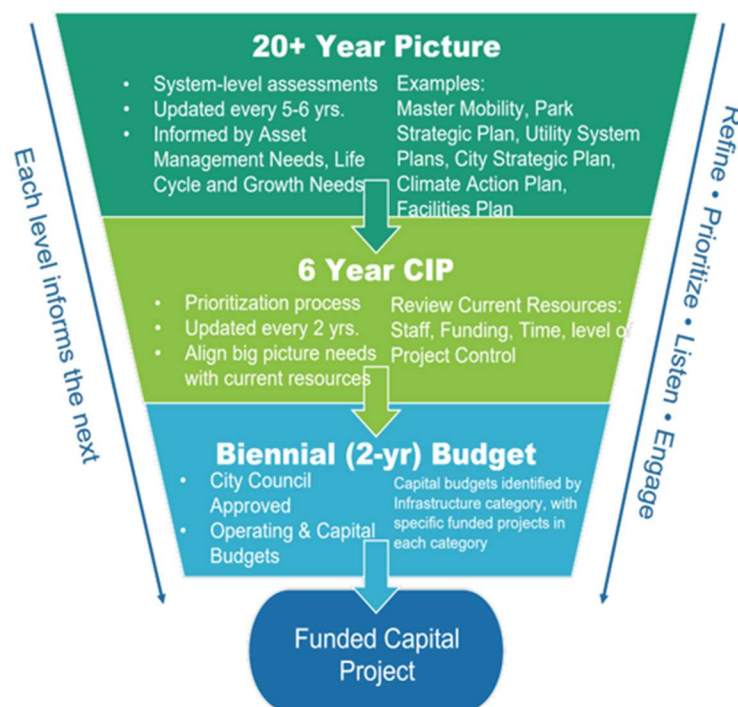 20+ Year Picture
• System-level assessments
• Updated every 5-6 yrs.
• Informed by Asset
Management Needs, Life
Cycle and Growth Needs
Examples:
Master Mobility, Park
Strategic Plan, Utility System
Plans, City Strategic Plan,
Climate Action Plan,
Facilities Plan
6 Year CIP
• Prioritization process
• Updated every 2 yrs.
• Align big picture needs
with current resources
Review Current Resources:
Staff, Funding, Time, level of
Project Control
Biennial (2-yr) Budget
• City Council
Approved
• Operating & Capital
Budgets
Capital budgets identified by
Infrastructure category, with
specific funded projects in
each category
Funded Capital
Project
Each level informs the next
Refine • Prioritize • Listen • Engage